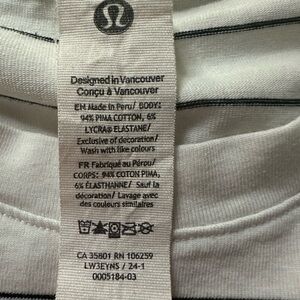 Designed in Vancouver
Conçu à Vancouver
EN Made in Peru/ BODY:
94% PIMA COTTON, 6%
LYCRA® ELASTANE/
Exclusive of decoration/
Wash with like colours
FR Fabriqué au Pérou/
CORPS: 94% COTON PIMA,
6% ÉLASTHANNE/ Sauf la
décoration/ Lavage avec
des couleurs similaires
CA 35801 RN 106259
LW3EYNS / 24-1
0005184-03